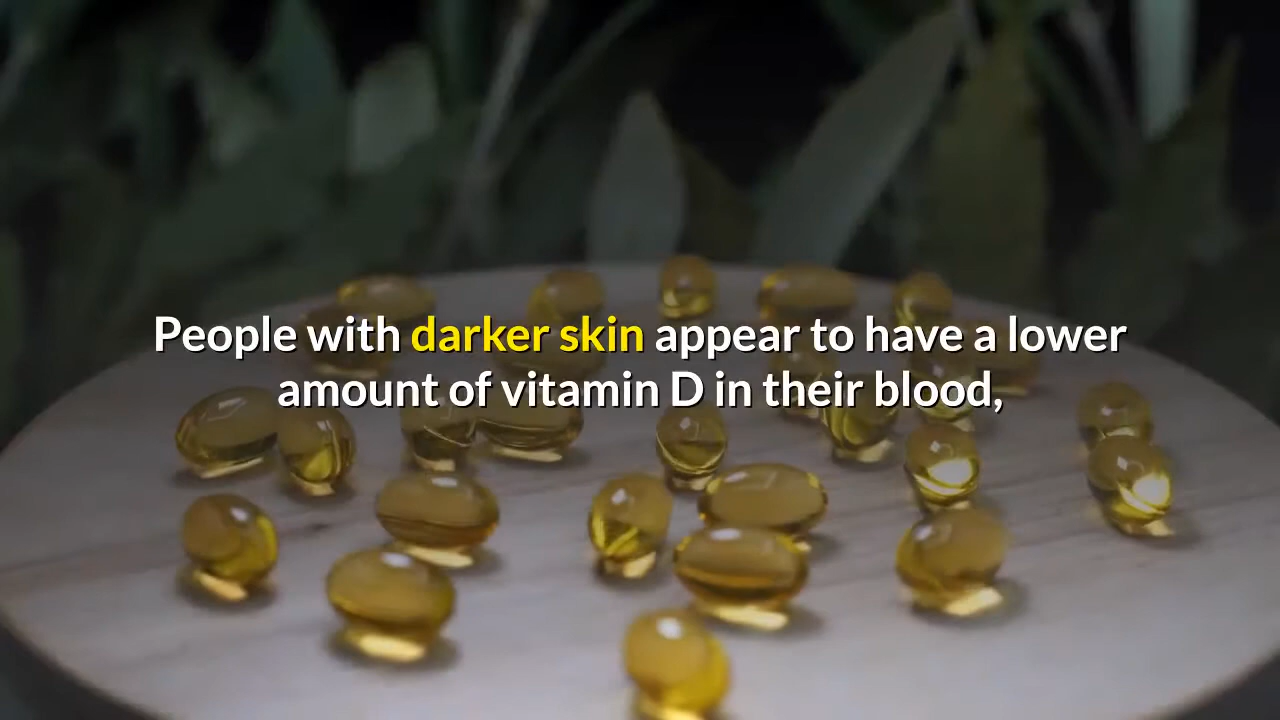 People with darker skin appear to have a lower
amount of vitamin D in their blood,